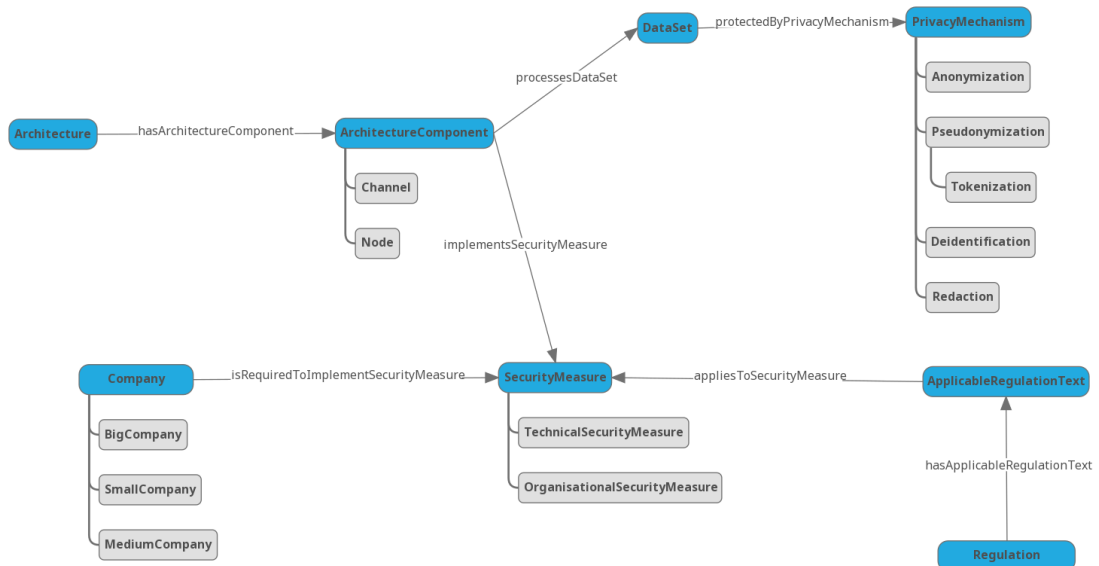 DataSet
protectedByPrivacyMechanism
PrivacyMechanism
processesDataSet
Anonymization
Architecture
hasArchitectureComponent
ArchitectureComponent
Pseudonymization
Channel
Tokenization
Node
implementsSecurityMeasure
Deidentification
Redaction
Company
isRequiredToImplementSecurityMeasure
SecurityMeasure
appliesToSecurityMeasure
ApplicableRegulationText
BigCompany
TechnicalSecurityMeasure
hasApplicableRegulationText
SmallCompany
OrganisationalSecurityMeasure
MediumCompany
Regulation